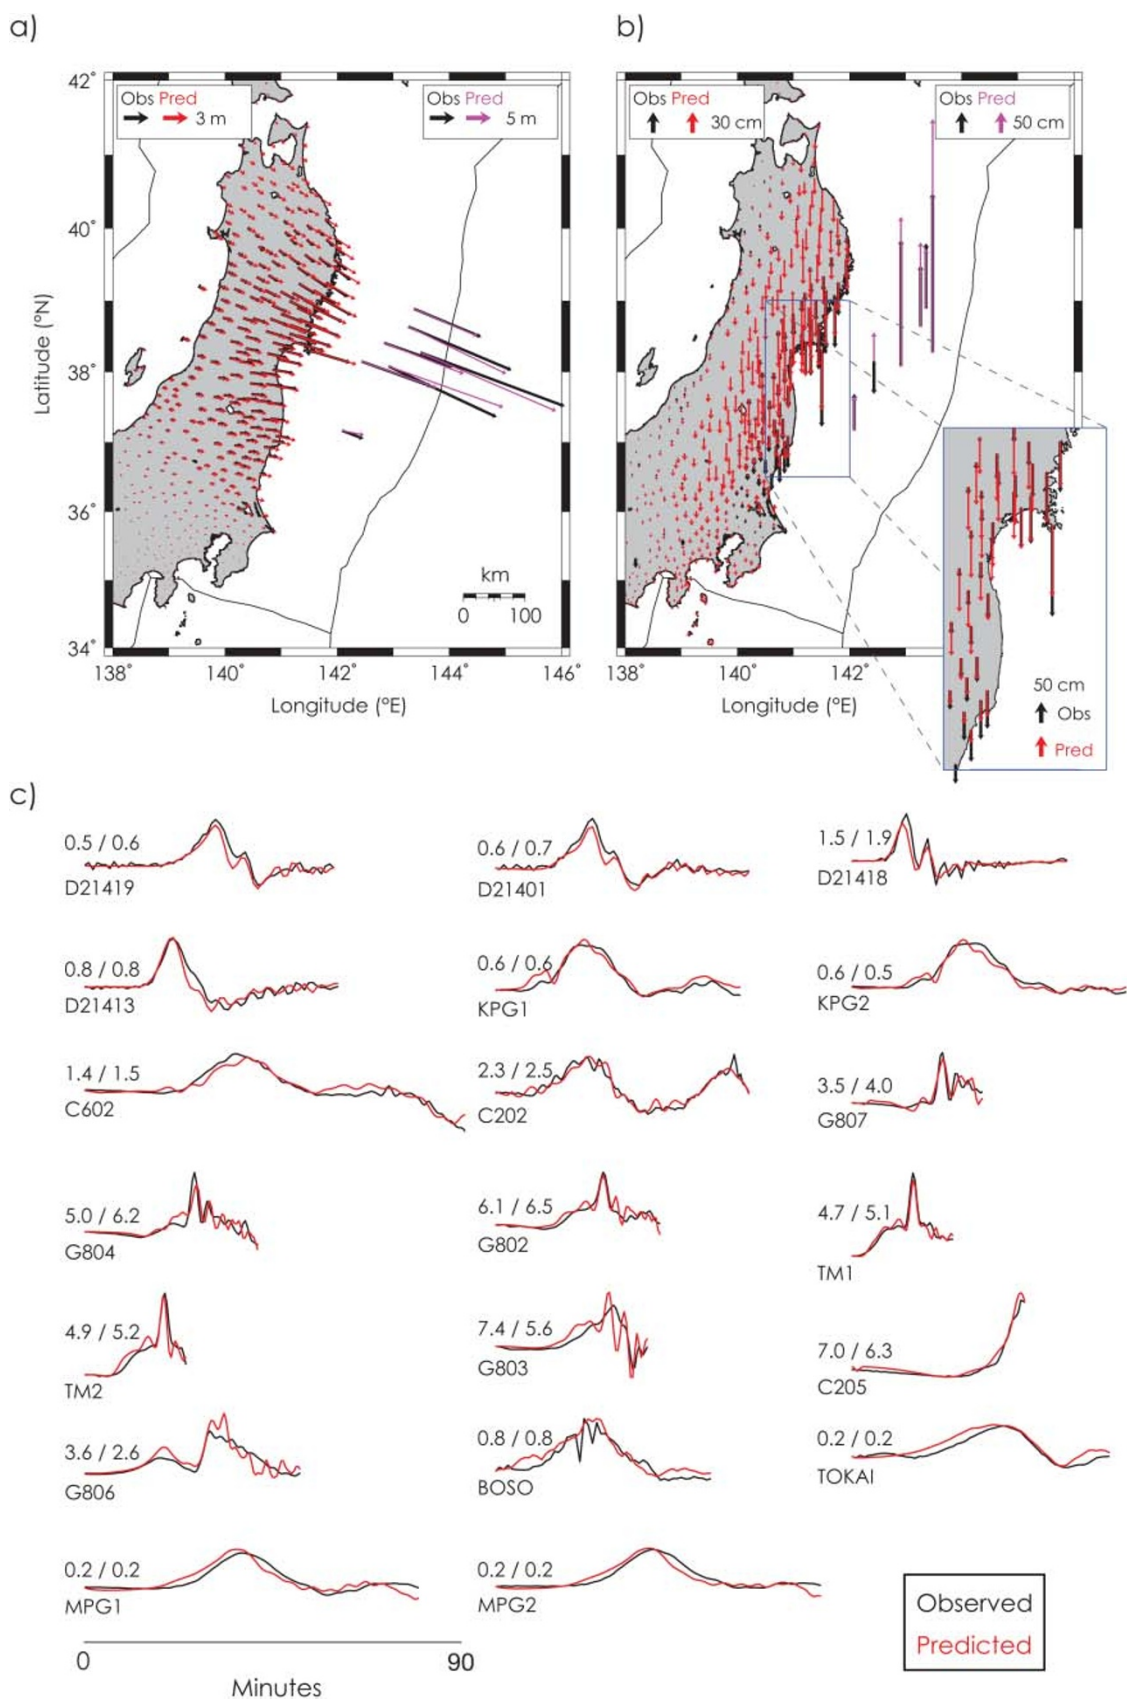 a)
b)
42°
40°
38°
36°
34°
Latitude (°N)
Obs Pred
3 m
Obs Pred
5 m
km
0 100
138 140 142 144 146°
Longitude (°E)
Obs Pred
30 cm
Obs Pred
50 cm
138 140 142
Longitude (°E)
50 cm
Obs
Pred
c)
0.5 / 0.6
D21419
0.6 / 0.7
D21401
1.5 / 1.9
D21418
0.8 / 0.8
D21413
0.6 / 0.6
KPG1
0.6 / 0.5
KPG2
1.4 / 1.5
C602
2.3 / 2.5
C202
3.5 / 4.0
G807
5.0 / 6.2
G804
6.1 / 6.5
G802
4.7 / 5.1
TM1
4.9 / 5.2
TM2
7.4 / 5.6
G803
7.0 / 6.3
C205
3.6 / 2.6
G806
0.8 / 0.8
BOSO
0.2 / 0.2
TOKAI
0.2 / 0.2
MPG1
0.2 / 0.2
MPG2
Observed
Predicted
0 90
Minutes